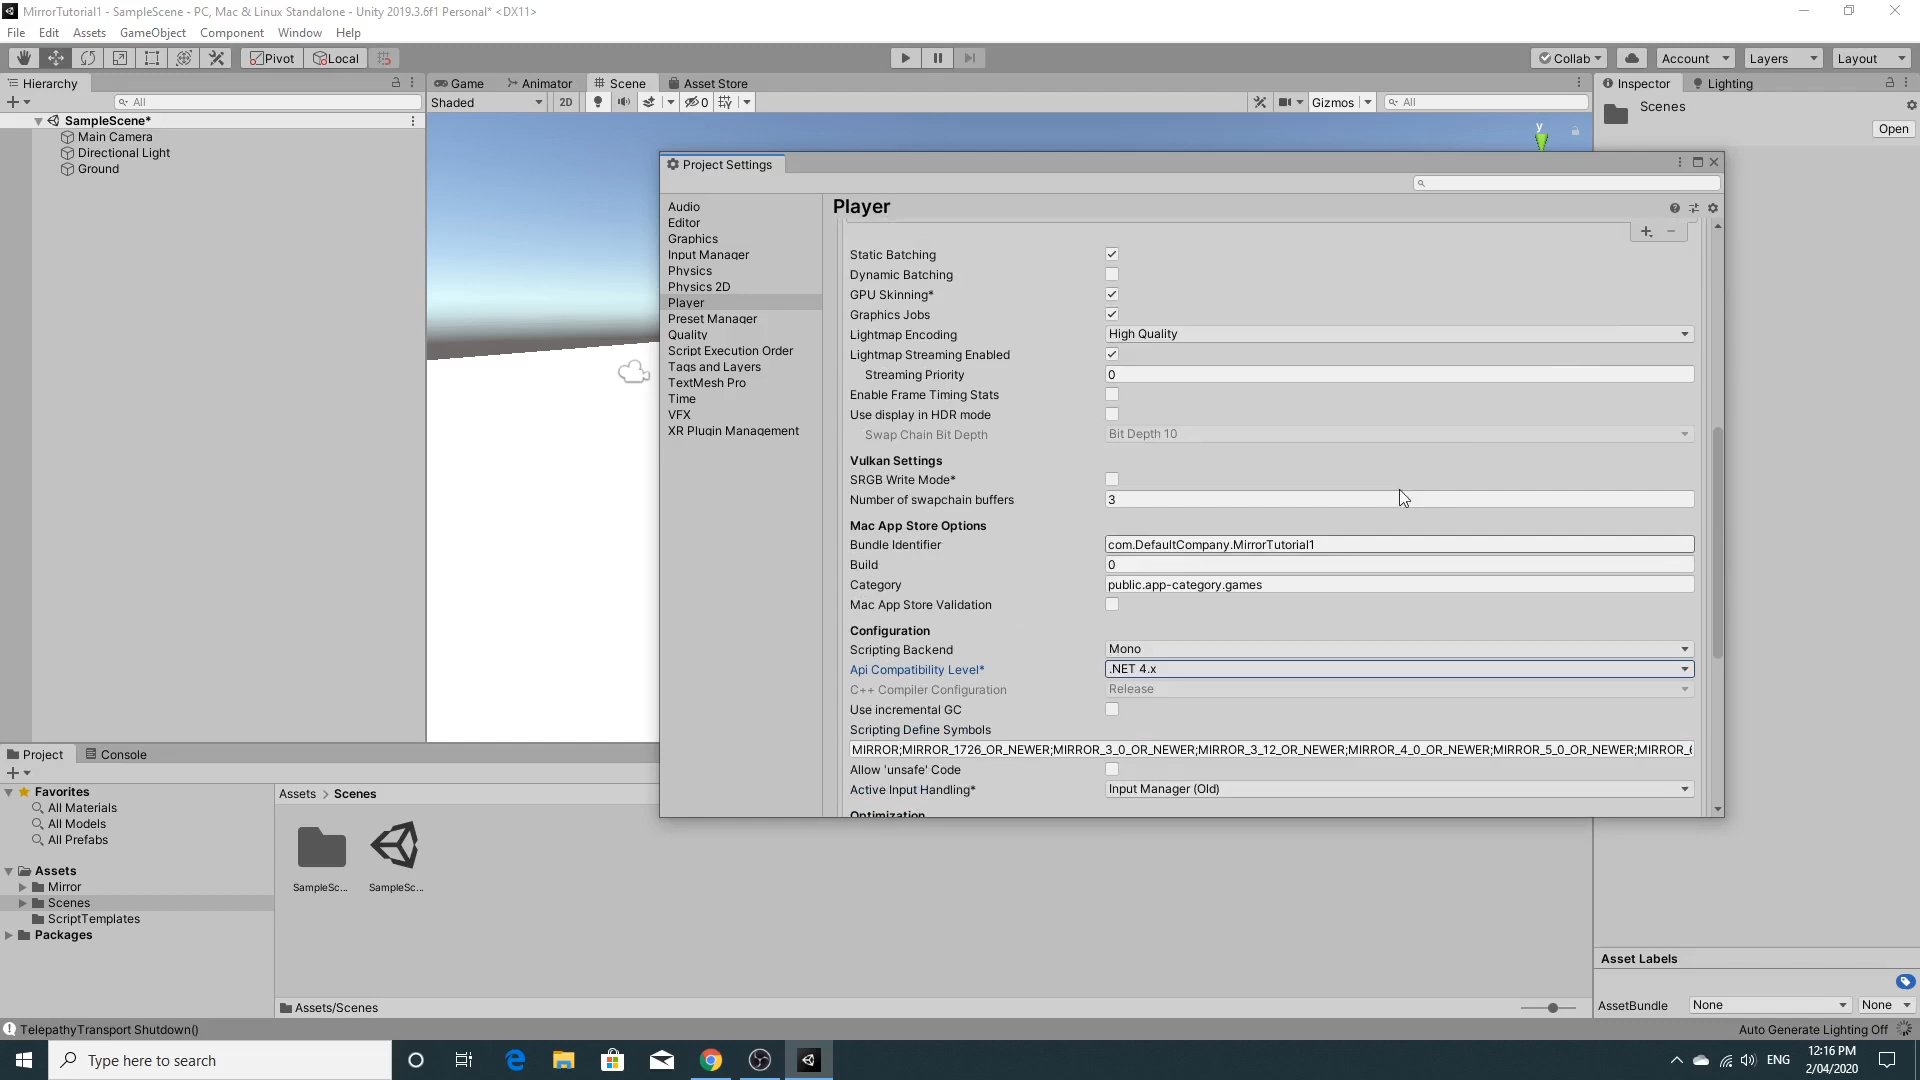 MirrorTutorial1 - SampleScene - PC, Mac & Linux Standalone - Unity 2019.3.6f1 Personal* <DX11>
File Edit Assets GameObject Component Window Help
Pivot Local Collab Account Layers Layout
Hierarchy Game Animator Scene Asset Store Inspector Lighting
All Shaded 2D 0 Gizmos All Scenes
Open
SampleScene*
Main Camera
Directional Light
Ground
y
Project Settings
Audio
Editor
Graphics
Input Manager
Physics
Physics 2D
Player
Preset Manager
Quality
Script Execution Order
Tags and Layers
TextMesh Pro
Time
VFX
XR Plugin Management
Player
Static Batching
Dynamic Batching
GPU Skinning*
Graphics Jobs
Lightmap Encoding High Quality
Lightmap Streaming Enabled
Streaming Priority 0
Enable Frame Timing Stats
Use display in HDR mode
Swap Chain Bit Depth Bit Depth 10
Vulkan Settings
SRGB Write Mode*
Number of swapchain buffers 3
Mac App Store Options
Bundle Identifier com.DefaultCompany.MirrorTutorial1
Build 0
Category public.app-category.games
Mac App Store Validation
Configuration
Scripting Backend Mono
Api Compatibility Level* .NET 4.x
C++ Compiler Configuration Release
Use incremental GC
Scripting Define Symbols
MIRROR;MIRROR_1726_OR_NEWER;MIRROR_3_0_OR_NEWER;MIRROR_3_12_OR_NEWER;MIRROR_4_0_OR_NEWER;MIRROR_5_0_OR_NEWER;MIRROR_6
Allow 'unsafe' Code
Active Input Handling* Input Manager (Old)
Optimization
Project Console
Favorites
All Materials
All Models
All Prefabs
Assets
Mirror
Scenes
ScriptTemplates
Packages
Assets > Scenes
SampleSc... SampleSc...
Assets/Scenes
Asset Labels
AssetBundle None None
TelepathyTransport Shutdown()
Auto Generate Lighting Off
Type here to search
ENG
12:16 PM
2/04/2020